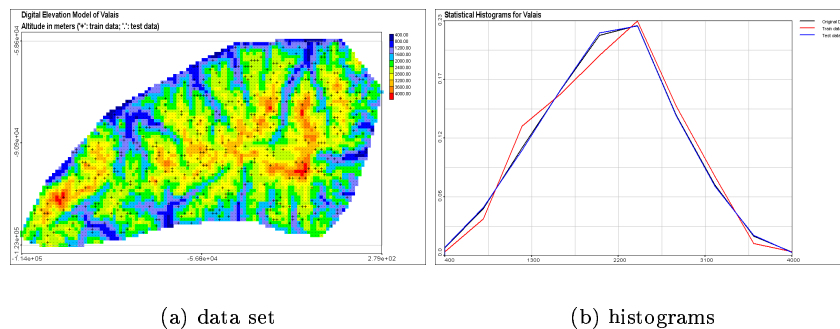 Digital Elevation Model of Valais
Altitude in meters ('+': train data; '.': test data)
-5.86e+04
-9.09e+04
-1.23e+05
-1.14e+05
-5.68e+04
2.79e+02
400.00
800.00
1200.00
1600.00
2000.00
2400.00
2800.00
3200.00
3600.00
4000.00
Statistical Histograms for Valais
0.23
0.17
0.12
0.06
0.0
400
1300
2200
3100
4000
Original D
Train data
Test data
(a) data set
(b) histograms